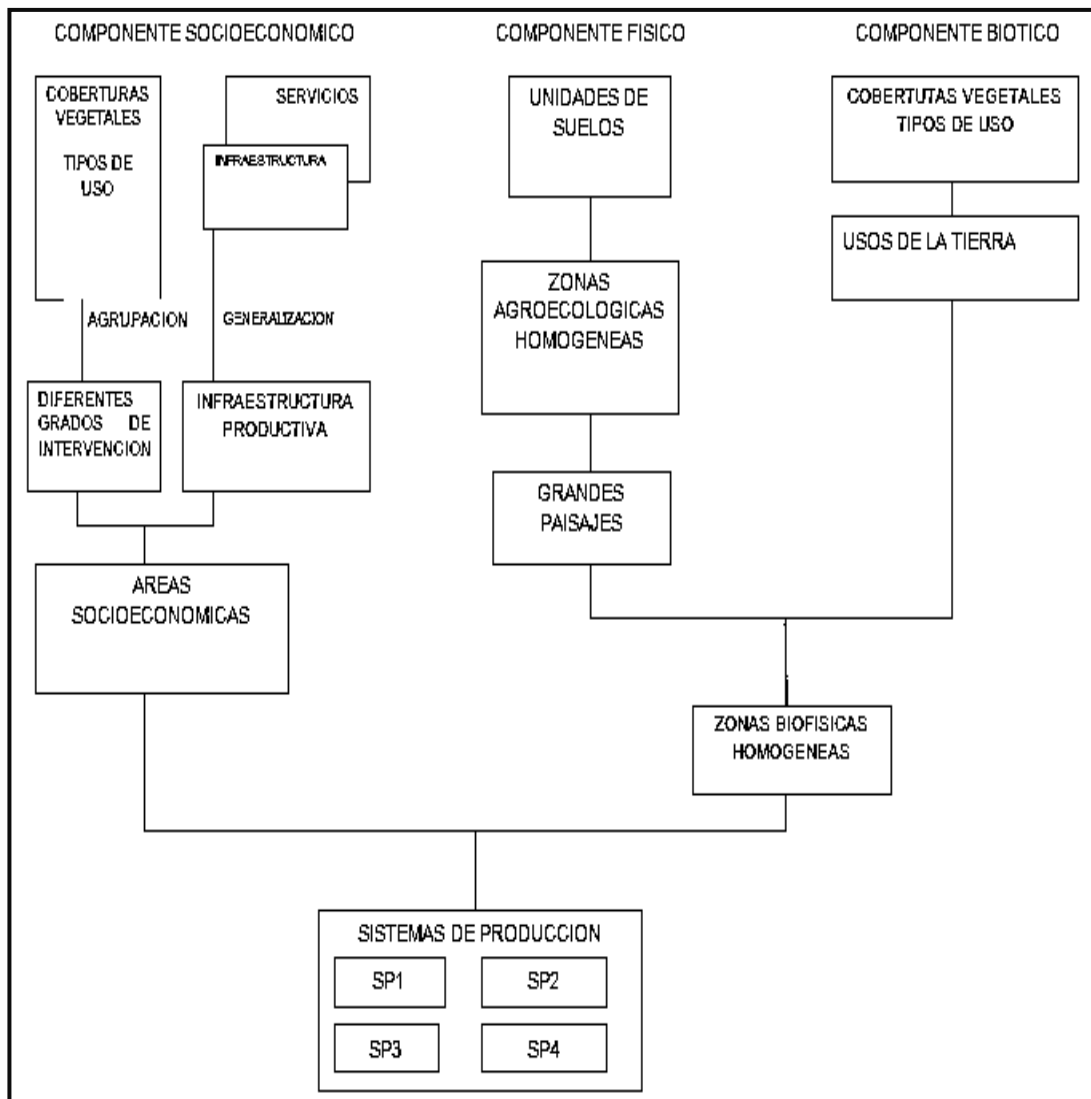 COMPONENTE SOCIOECONOMICO
COMPONENTE FISICO
COMPONENTE BIOTICO
COBERTURAS
VEGETALES
TIPOS DE
USO
SERVICIOS
INFRAESTRUCTURA
UNIDADES DE
SUELOS
COBERTUTAS VEGETALES
TIPOS DE USO
USOS DE LA TIERRA
AGRUPACION
GENERALIZACION
ZONAS
AGROECOLOGICAS
HOMOGENEAS
DIFERENTES
GRADOS DE
INTERVENCION
INFRAESTRUCTURA
PRODUCTIVA
GRANDES
PAISAJES
AREAS
SOCIOECONOMICAS
ZONAS BIOFISICAS
HOMOGENEAS
SISTEMAS DE PRODUCCION
SP1
SP2
SP3
SP4